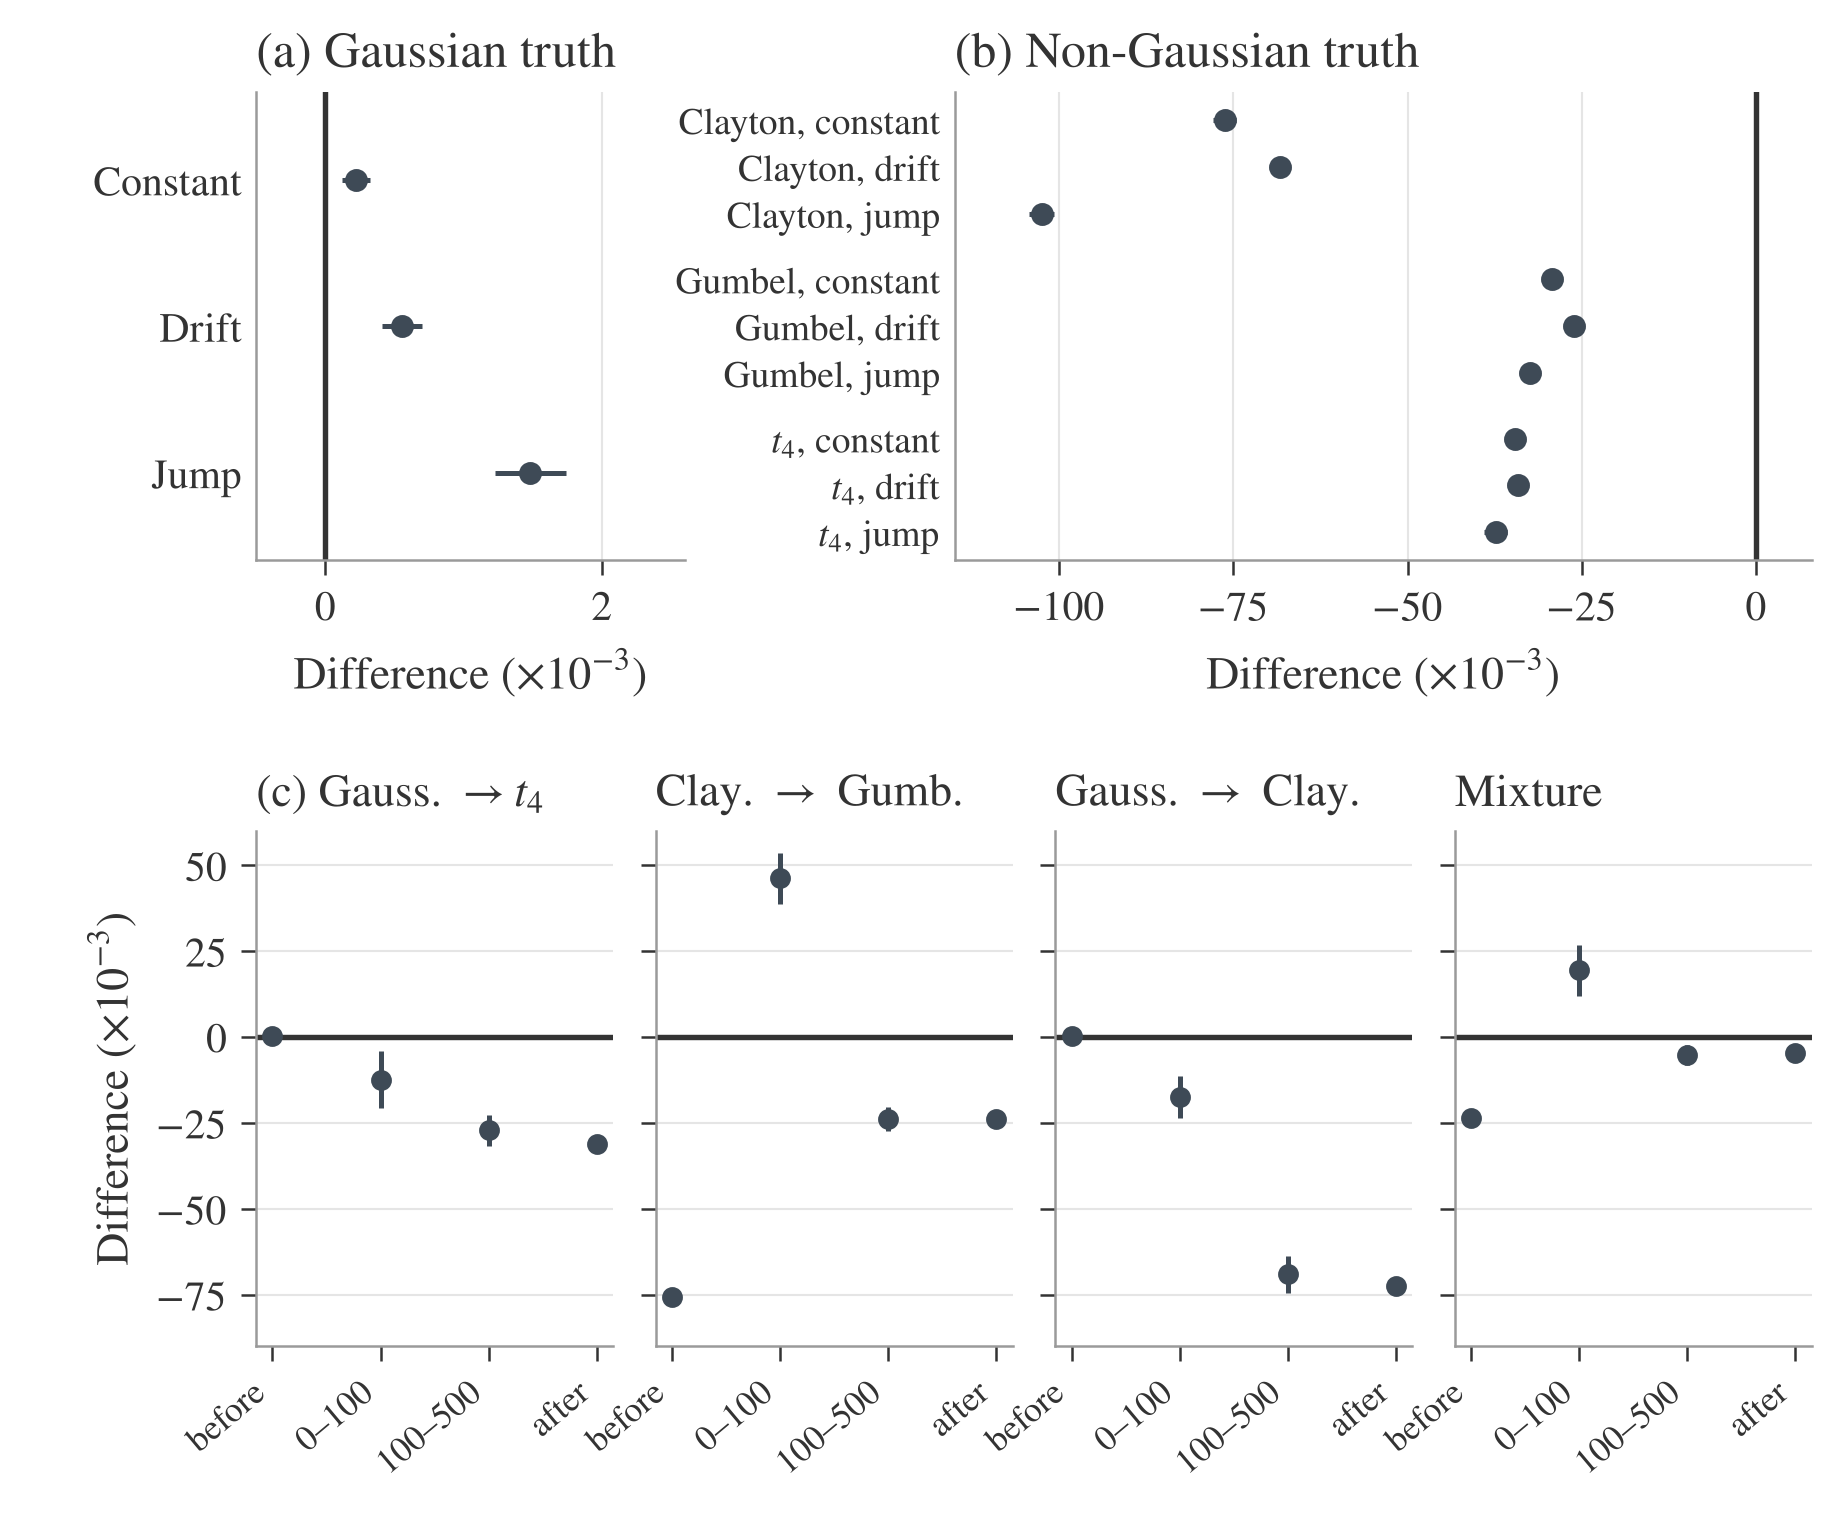 (a) Gaussian truth
Constant
Drift
Jump
0 2
Difference (×10⁻³)
(b) Non-Gaussian truth
Clayton, constant
Clayton, drift
Clayton, jump
Gumbel, constant
Gumbel, drift
Gumbel, jump
t₄, constant
t₄, drift
t₄, jump
−100 −75 −50 −25 0
Difference (×10⁻³)
(c) Gauss. → t₄
Clay. → Gumb.
Gauss. → Clay.
Mixture
Difference (×10⁻³)
50
25
0
−25
−50
−75
before 0–100 100–500 after
before 0–100 100–500 after
before 0–100 100–500 after
before 0–100 100–500 after